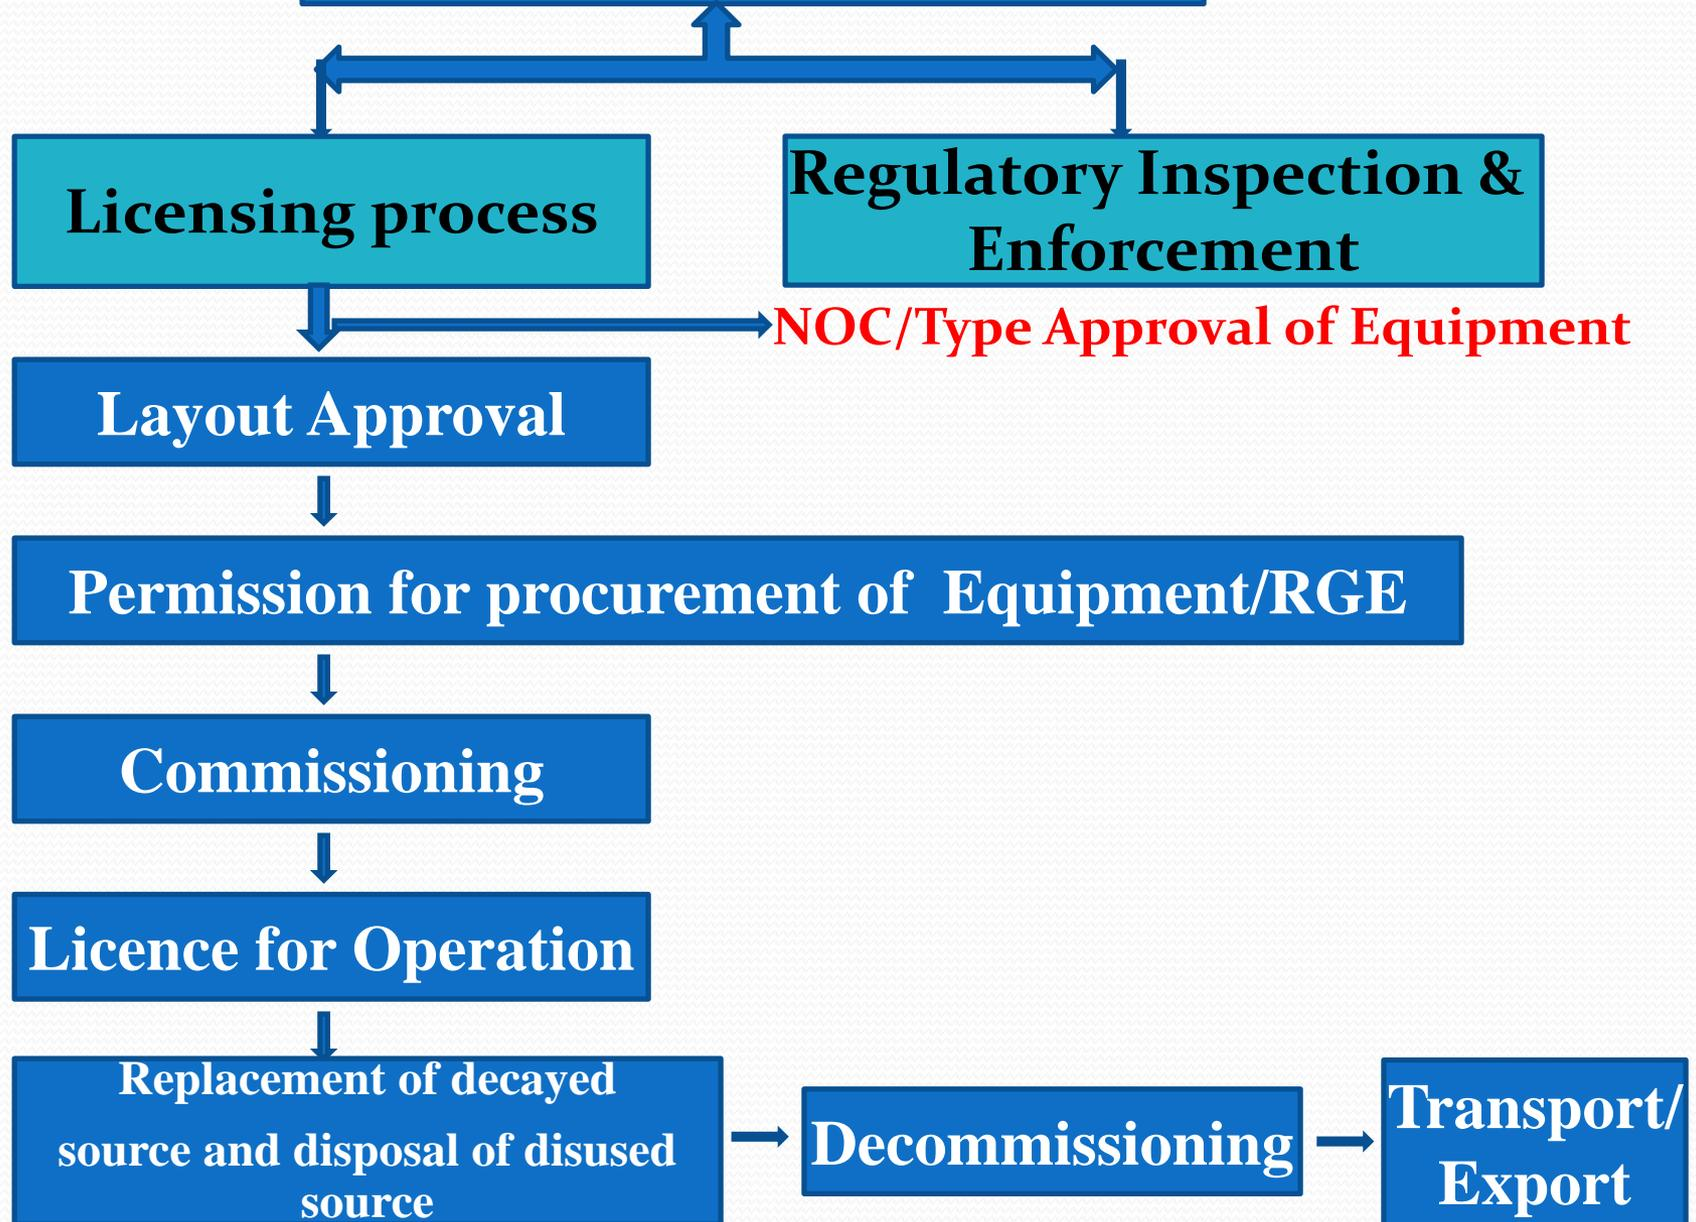 Licensing process
Regulatory Inspection &
Enforcement
NOC/Type Approval of Equipment
Layout Approval
Permission for procurement of Equipment/RGE
Commissioning
Licence for Operation
Replacement of decayed
source and disposal of disused
source
Decommissioning
Transport/
Export